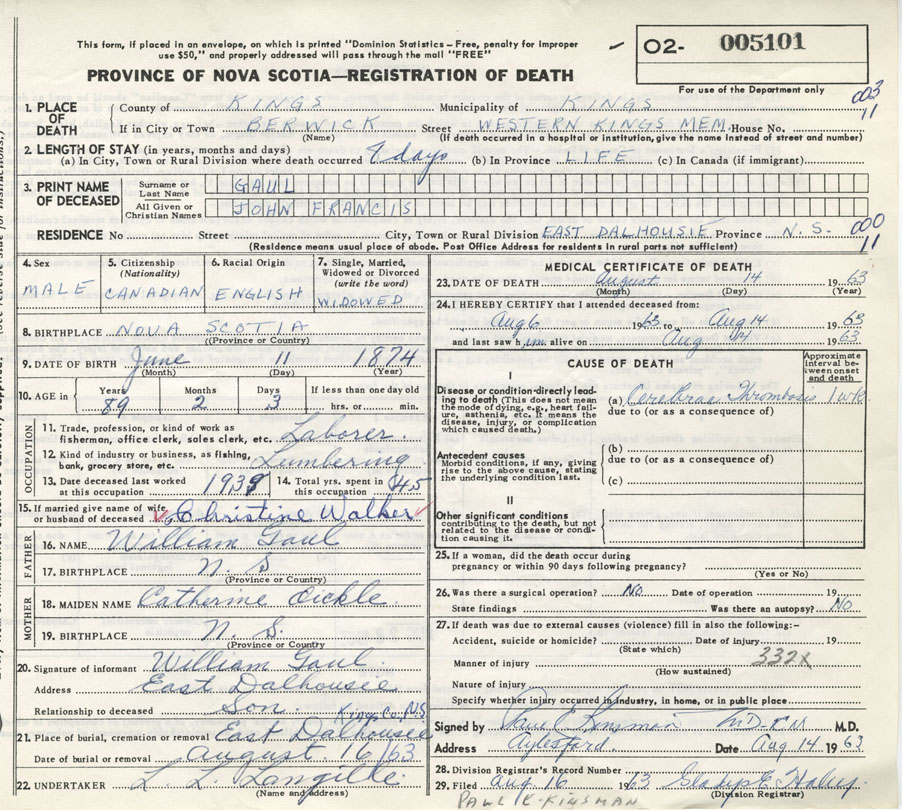 This form, if placed in an envelope, on which is printed "Dominion Statistics – Free, penalty for improper
use $50," and properly addressed will pass through the mail "FREE"
O2- 005101
PROVINCE OF NOVA SCOTIA—REGISTRATION OF DEATH
For use of the Department only
003
11
1. PLACE OF DEATH
County of KINGS Municipality of KINGS
If in City or Town BERWICK Street WESTERN KINGS MEM. House No.
(Name) (If death occurred in a hospital or institution, give the name instead of street and number)
2. LENGTH OF STAY (in years, months and days)
(a) In City, Town or Rural Division where death occurred 8 days (b) In Province LIFE (c) In Canada (if immigrant)
3. PRINT NAME OF DECEASED
Surname or Last Name GAUL
All Given or Christian Names JOHN FRANCIS
RESIDENCE No Street City, Town or Rural Division EAST DALHOUSIE Province N.S. 000
11
(Residence means usual place of abode. Post Office Address for residents in rural parts not sufficient)
4. Sex
MALE
5. Citizenship (Nationality)
CANADIAN
6. Racial Origin
ENGLISH
7. Single, Married, Widowed or Divorced (write the word)
WIDOWED
8. BIRTHPLACE NOVA SCOTIA
(Province or Country)
9. DATE OF BIRTH June 11 1874
(Month) (Day) (Year)
10. AGE in Years 89 Months 2 Days 3 If less than one day old
hrs. or min.
OCCUPATION
11. Trade, profession, or kind of work as
fisherman, office clerk, sales clerk, etc. Laborer
12. Kind of industry or business, as fishing,
bank, grocery store, etc. Lumbering
13. Date deceased last worked
at this occupation 1939
14. Total yrs. spent in
this occupation 45
15. If married give name of wife
or husband of deceased Christine Walker
FATHER
16. NAME William Gaul
17. BIRTHPLACE N. S
(Province or Country)
MOTHER
18. MAIDEN NAME Catherine Oickle
19. BIRTHPLACE N. S.
(Province or Country)
20. Signature of informant William Gaul
Address East Dalhousie
Relationship to deceased Son Kings Co. N.S
21. Place of burial, cremation or removal East Dalhousie
Date of burial or removal August 16/63
22. UNDERTAKER L. L. Langille
(Name and address)
MEDICAL CERTIFICATE OF DEATH
23. DATE OF DEATH August 14 1963
(Month) (Day) (Year)
24. I HEREBY CERTIFY that I attended deceased from:
Aug 6 1963 to Aug 14 1963
and last saw him alive on Aug 14 1963
CAUSE OF DEATH
Approximate interval between onset and death
I
Disease or condition directly leading to death (This does not mean the mode of dying, e.g., heart failure, asthenia, etc. It means the disease, injury, or complication which caused death.)
(a) Cerebral Thrombosis 1 wk
due to (or as a consequence of)
Antecedent causes
Morbid conditions, if any, giving rise to the above cause, stating the underlying condition last.
(b)
due to (or as a consequence of)
(c)
II
Other significant conditions
contributing to the death, but not related to the disease or condition causing it.
25. If a woman, did the death occur during
pregnancy or within 90 days following pregnancy?
(Yes or No)
26. Was there a surgical operation? No Date of operation 19
State findings Was there an autopsy? No
27. If death was due to external causes (violence) fill in also the following:-
Accident, suicide or homicide? Date of injury 19
(State which)
332X
Manner of injury
(How sustained)
Nature of injury
Specify whether injury occurred in industry, in home, or in public place
Signed by Paul E Kinsman MD-CM M.D.
Address Aylesford Date Aug 14 1963
28. Division Registrar's Record Number
29. Filed aug 16 1963
(Division Registrar)
PAUL E. KINSMAN